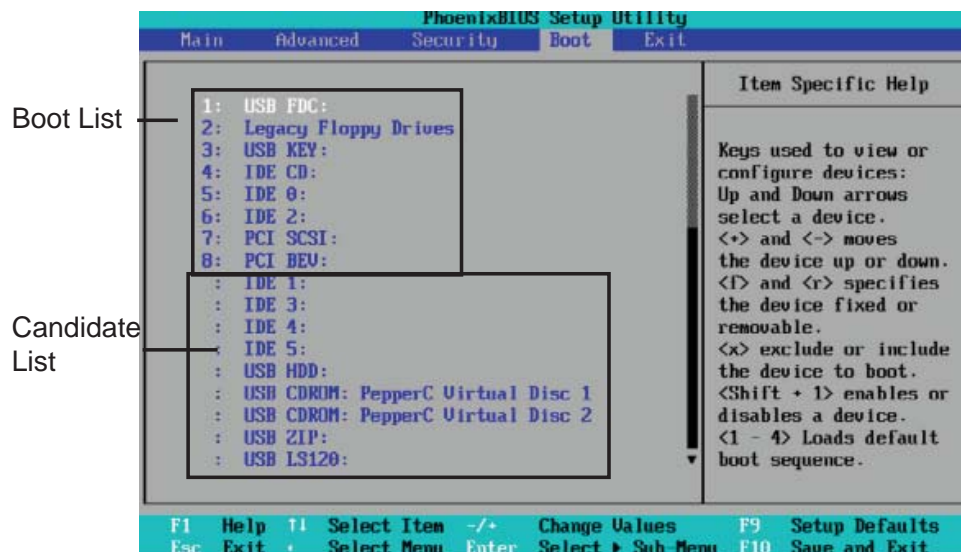 PhoenixBIOS Setup Utility
Main Advanced Security Boot Exit
Item Specific Help
Boot List
1: USB FDC:
2: Legacy Floppy Drives
3: USB KEY:
4: IDE CD:
5: IDE 0:
6: IDE 2:
7: PCI SCSI:
8: PCI BEV:
Candidate
List
: IDE 1:
: IDE 3:
: IDE 4:
: IDE 5:
: USB HDD:
: USB CDROM: PepperC Virtual Disc 1
: USB CDROM: PepperC Virtual Disc 2
: USB ZIP:
: USB LS120:
Keys used to view or
configure devices:
Up and Down arrows
select a device.
<+> and <-> moves
the device up or down.
<f> and <r> specifies
the device fixed or
removable.
<x> exclude or include
the device to boot.
<Shift + 1> enables or
disables a device.
<1 - 4> Loads default
boot sequence.
F1 Help ↑↓ Select Item -/+ Change Values F9 Setup Defaults
Esc Exit Select Menu Enter Select ▶ Sub-Menu F10 Save and Exit